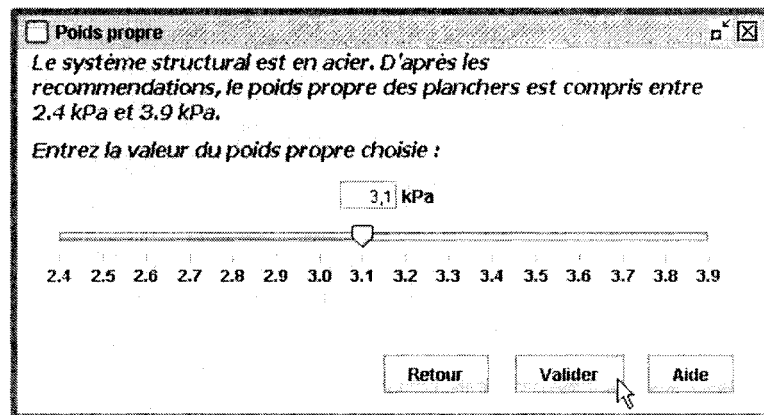 Poids propre
Le système structural est en acier. D'après les
recommendations, le poids propre des planchers est compris entre
2.4 kPa et 3.9 kPa.
Entrez la valeur du poids propre choisie :
3,1 kPa
2.4 2.5 2.6 2.7 2.8 2.9 3.0 3.1 3.2 3.3 3.4 3.5 3.6 3.7 3.8 3.9
Retour Valider Aide